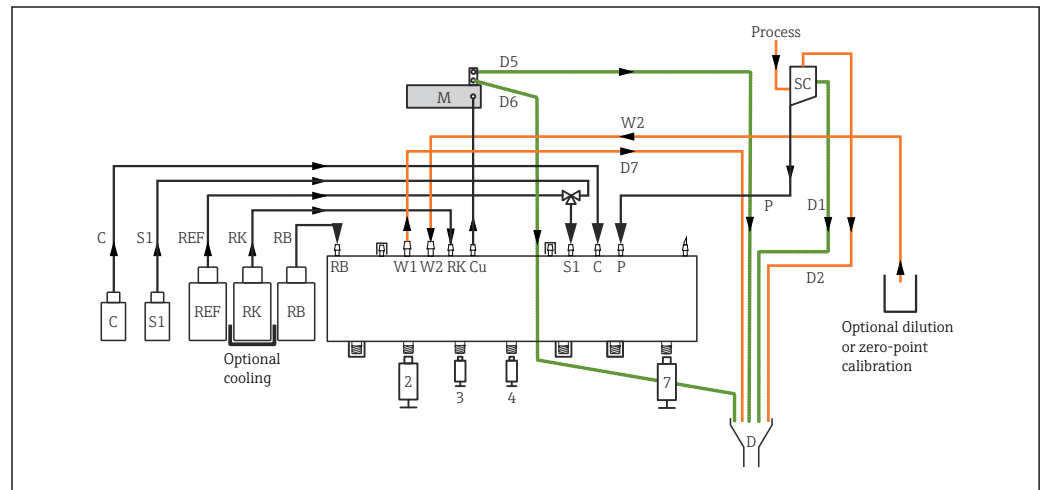 Process
D5
M
D6
SC
W2
D7
P
D1
C
S1
REF
RK
RB
RB
W1
W2
RK
Cu
S1
C
P
D2
C
S1
REF
RK
RB
Optional
cooling
Optional dilution
or zero-point
calibration
2
3
4
7
D